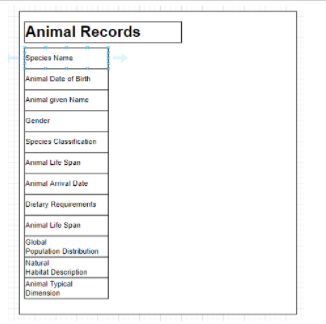 Animal Records
Species Name
Animal Date of Birth
Animal given Name
Gender
Species Classification
Animal Life Span
Animal Arrival Date
Dietary Requirements
Animal Life Span
Global
Population Distribution
Natural
Habitat Description
Animal Typical
Dimension